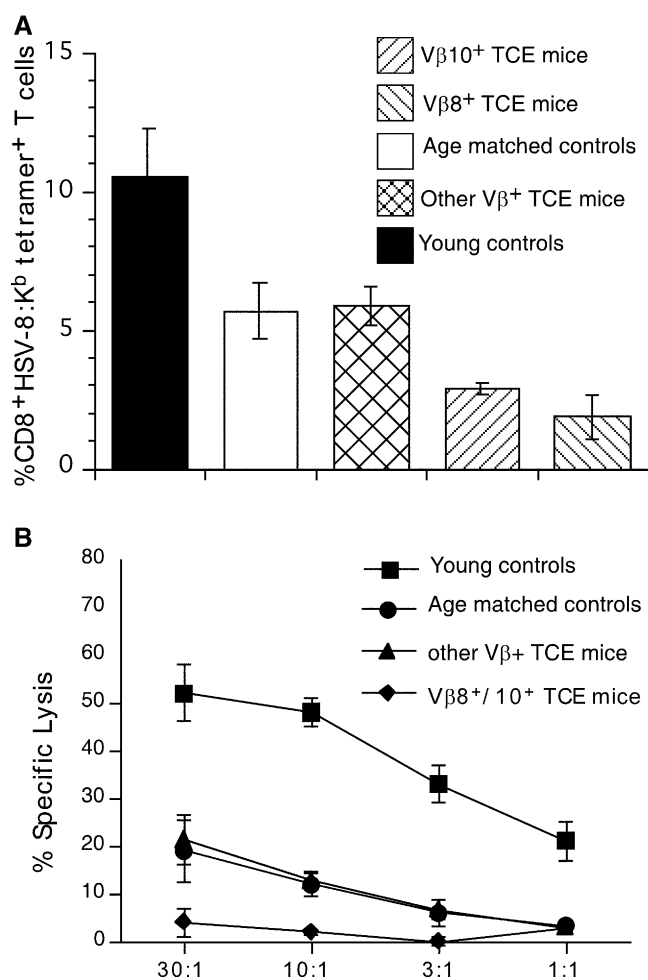 A
%CD8⁺HSV-8:Kᵇ tetramer⁺ T cells
15
10
5
0
Vβ10⁺ TCE mice
Vβ8⁺ TCE mice
Age matched controls
Other Vβ⁺ TCE mice
Young controls
B
% Specific Lysis
80
70
60
50
40
30
20
10
0
Young controls
Age matched controls
other Vβ+ TCE mice
Vβ8⁺/10⁺ TCE mice
30:1 10:1 3:1 1:1